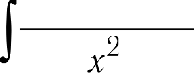 ∫ ─── x²